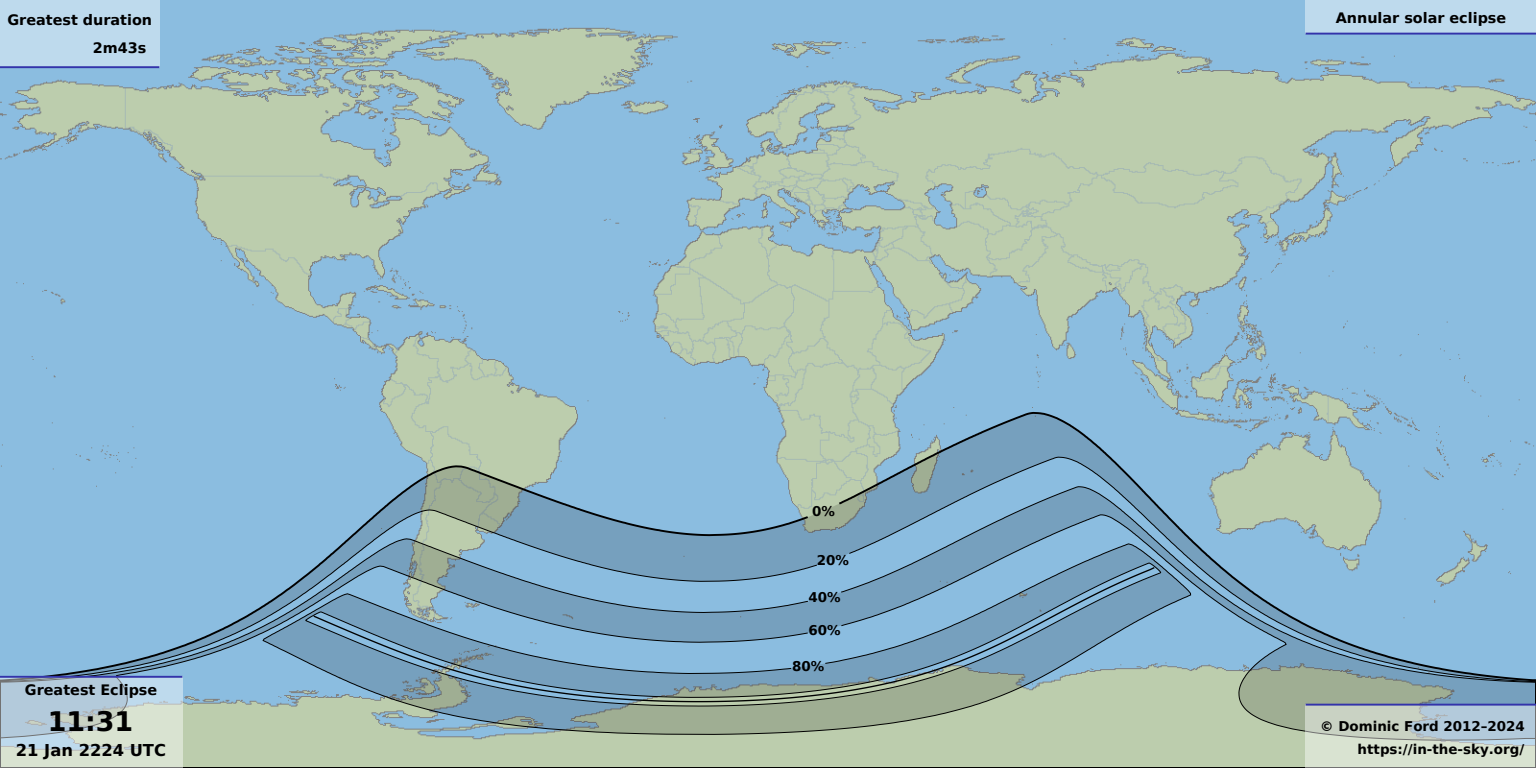 Greatest duration
2m43s
Annular solar eclipse
0%
20%
40%
60%
80%
Greatest Eclipse
11:31
21 Jan 2224 UTC
© Dominic Ford 2012–2024
https://in-the-sky.org/